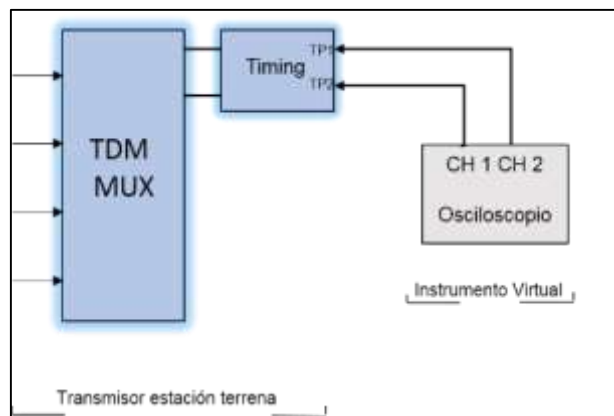 TP1
Timing
TP2
TDM
MUX
CH 1 CH 2
Osciloscopio
Instrumento Virtual
Transmisor estación terrena